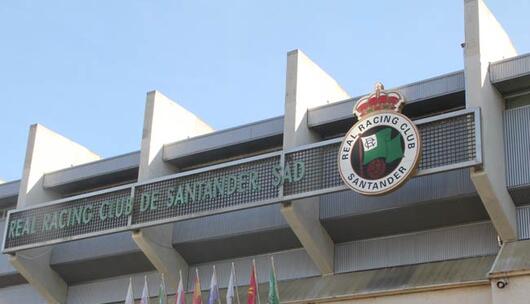 REAL RACING CLUB DE SANTANDER SAD
REAL RACING CLUB
SANTANDER